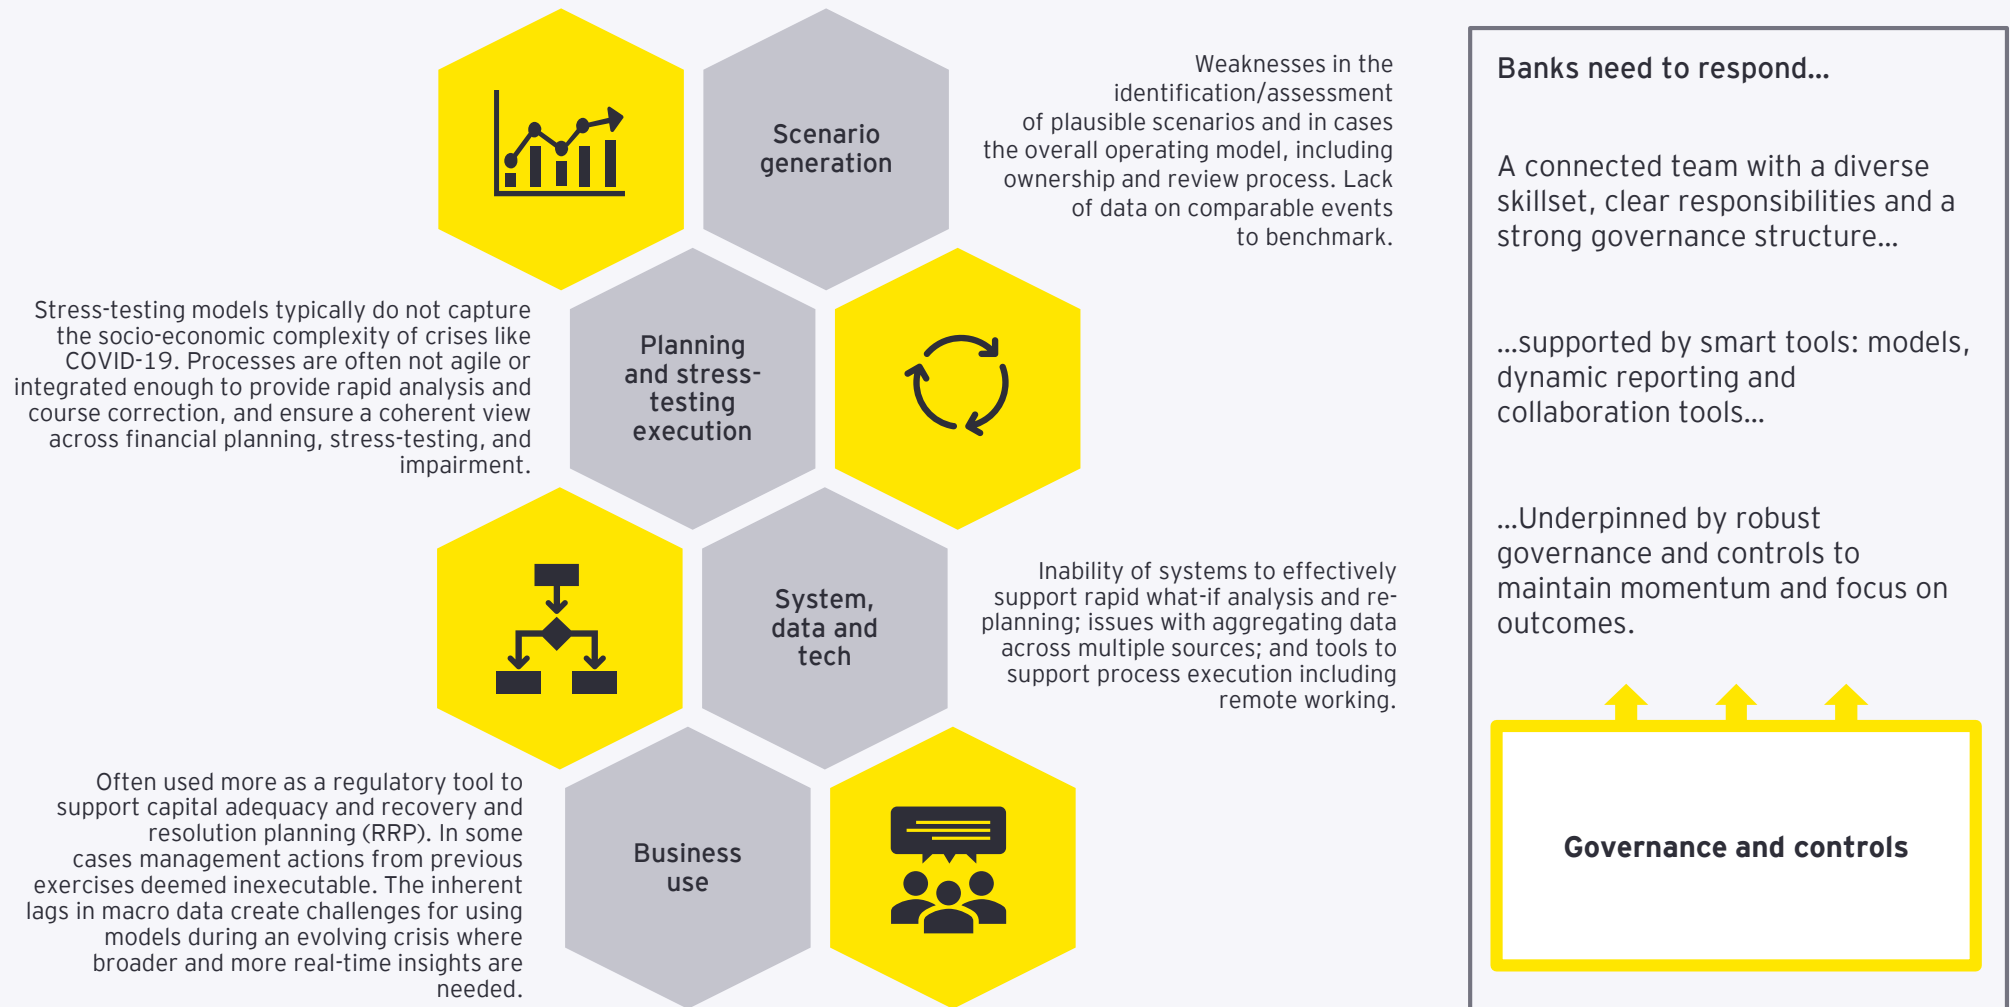 Scenario
generation
Weaknesses in the
identification/assessment
of plausible scenarios and in cases
the overall operating model, including
ownership and review process. Lack
of data on comparable events
to benchmark.
Stress-testing models typically do not capture
the socio-economic complexity of crises like
COVID-19. Processes are often not agile or
integrated enough to provide rapid analysis and
course correction, and ensure a coherent view
across financial planning, stress-testing, and
impairment.
Planning
and stress-
testing
execution
System,
data and
tech
Inability of systems to effectively
support rapid what-if analysis and re-
planning; issues with aggregating data
across multiple sources; and tools to
support process execution including
remote working.
Often used more as a regulatory tool to
support capital adequacy and recovery and
resolution planning (RRP). In some
cases management actions from previous
exercises deemed inexecutable. The inherent
lags in macro data create challenges for using
models during an evolving crisis where
broader and more real-time insights are
needed.
Business
use
Banks need to respond...
A connected team with a diverse
skillset, clear responsibilities and a
strong governance structure...
...supported by smart tools: models,
dynamic reporting and
collaboration tools...
...Underpinned by robust
governance and controls to
maintain momentum and focus on
outcomes.
Governance and controls